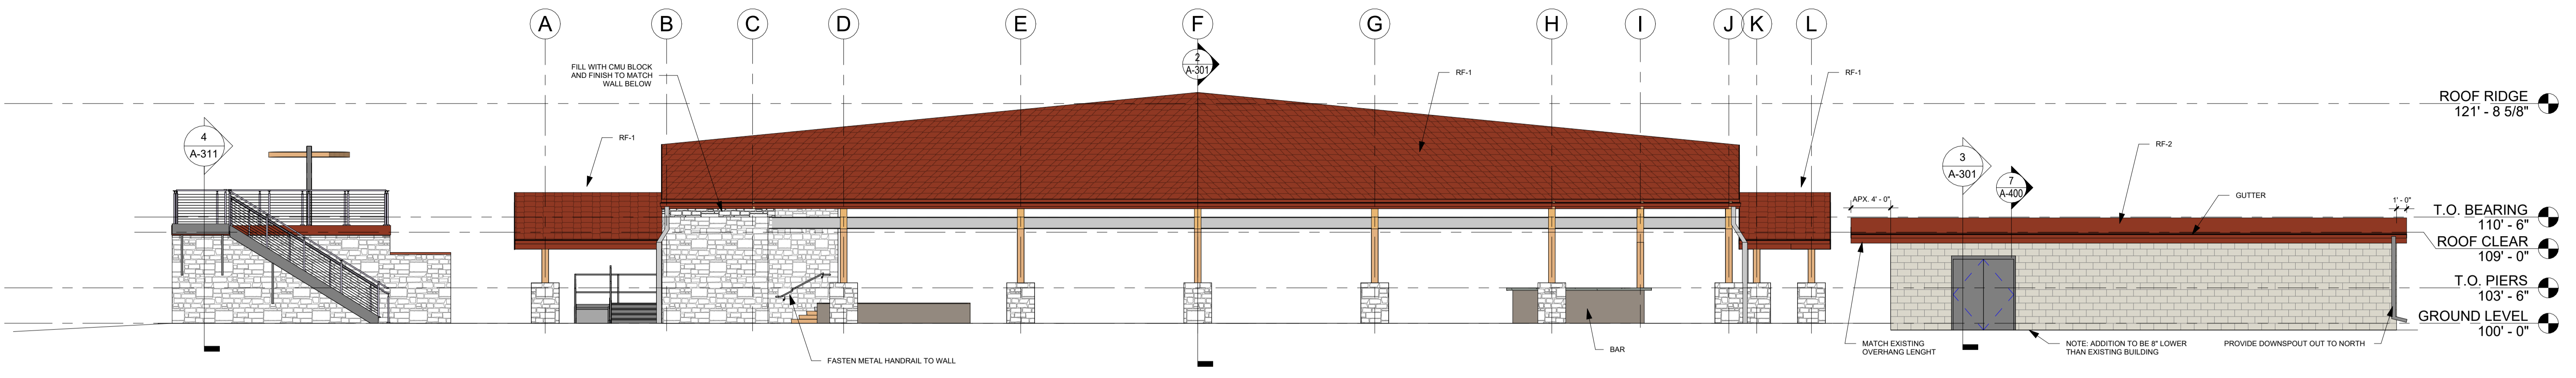 A
B
C
D
E
F
G
H
I
J
K
L
FILL WITH CMU BLOCK
AND FINISH TO MATCH
WALL BELOW
2
A-301
RF-1
RF-1
ROOF RIDGE
121' - 8 5/8"
4
A-311
RF-1
RF-2
3
A-301
7
A-400
GUTTER
APX. 4' - 0"
1' - 0"
T.O. BEARING
110' - 6"
ROOF CLEAR
109' - 0"
T.O. PIERS
103' - 6"
GROUND LEVEL
100' - 0"
FASTEN METAL HANDRAIL TO WALL
BAR
MATCH EXISTING
OVERHANG LENGHT
NOTE: ADDITION TO BE 8" LOWER
THAN EXISTING BUILDING
PROVIDE DOWNSPOUT OUT TO NORTH